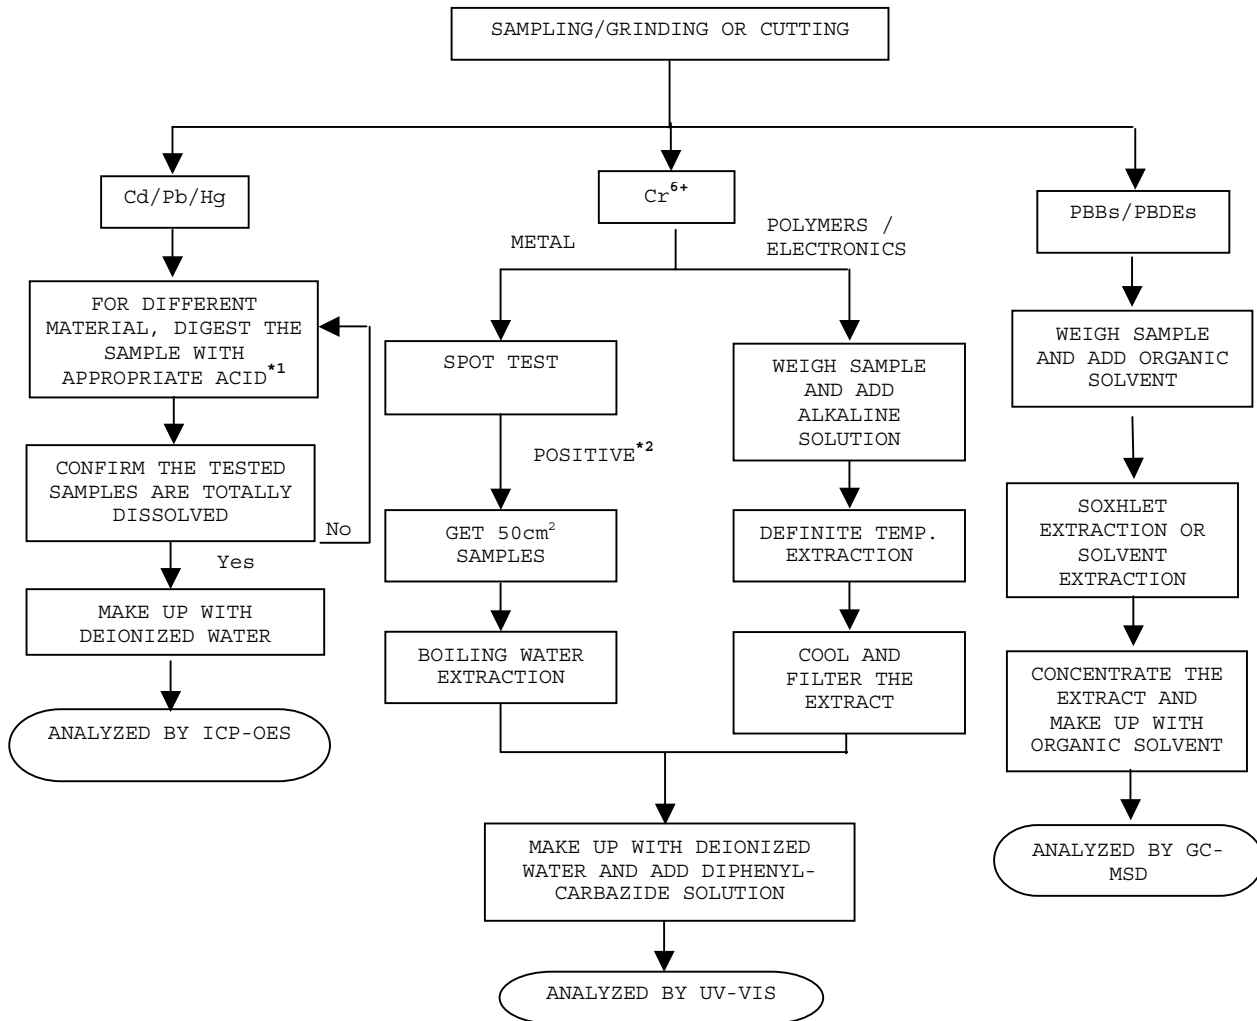 SAMPLING/GRINDING OR CUTTING
Cd/Pb/Hg
FOR DIFFERENT
MATERIAL, DIGEST THE
SAMPLE WITH
APPROPRIATE ACID*1
CONFIRM THE TESTED
SAMPLES ARE TOTALLY
DISSOLVED
No
Yes
MAKE UP WITH
DEIONIZED WATER
ANALYZED BY ICP-OES
Cr6+
METAL
SPOT TEST
POSITIVE*2
GET 50cm2
SAMPLES
BOILING WATER
EXTRACTION
POLYMERS /
ELECTRONICS
WEIGH SAMPLE
AND ADD
ALKALINE
SOLUTION
DEFINITE TEMP.
EXTRACTION
COOL AND
FILTER THE
EXTRACT
MAKE UP WITH DEIONIZED
WATER AND ADD DIPHENYL-
CARBAZIDE SOLUTION
ANALYZED BY UV-VIS
PBBs/PBDEs
WEIGH SAMPLE
AND ADD ORGANIC
SOLVENT
SOXHLET
EXTRACTION OR
SOLVENT
EXTRACTION
CONCENTRATE THE
EXTRACT AND
MAKE UP WITH
ORGANIC SOLVENT
ANALYZED BY GC-
MSD